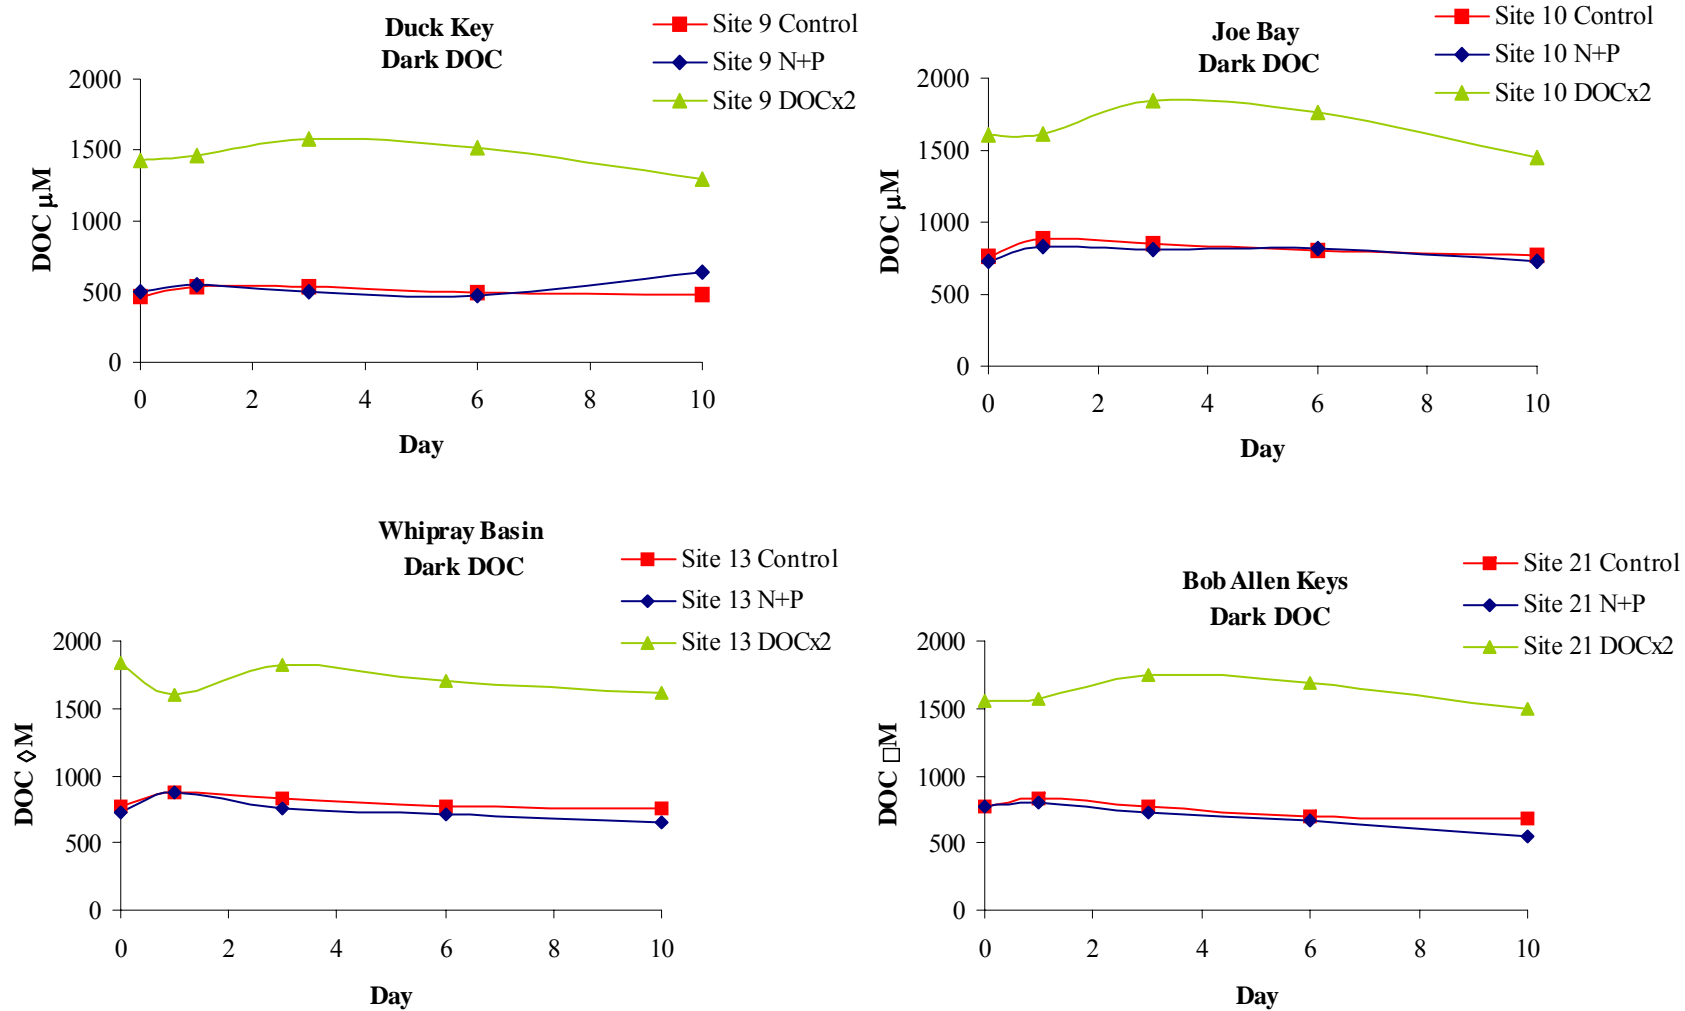 Duck Key
Dark DOC
Site 9 Control
Site 9 N+P
Site 9 DOCx2
2000
1500
1000
500
0
DOC µM
0 2 4 6 8 10
Day
Joe Bay
Dark DOC
Site 10 Control
Site 10 N+P
Site 10 DOCx2
2000
1500
1000
500
0
DOC µM
0 2 4 6 8 10
Day
Whipray Basin
Dark DOC
Site 13 Control
Site 13 N+P
Site 13 DOCx2
2000
1500
1000
500
0
DOC ◊M
0 2 4 6 8 10
Day
Bob Allen Keys
Dark DOC
Site 21 Control
Site 21 N+P
Site 21 DOCx2
2000
1500
1000
500
0
DOC □M
0 2 4 6 8 10
Day